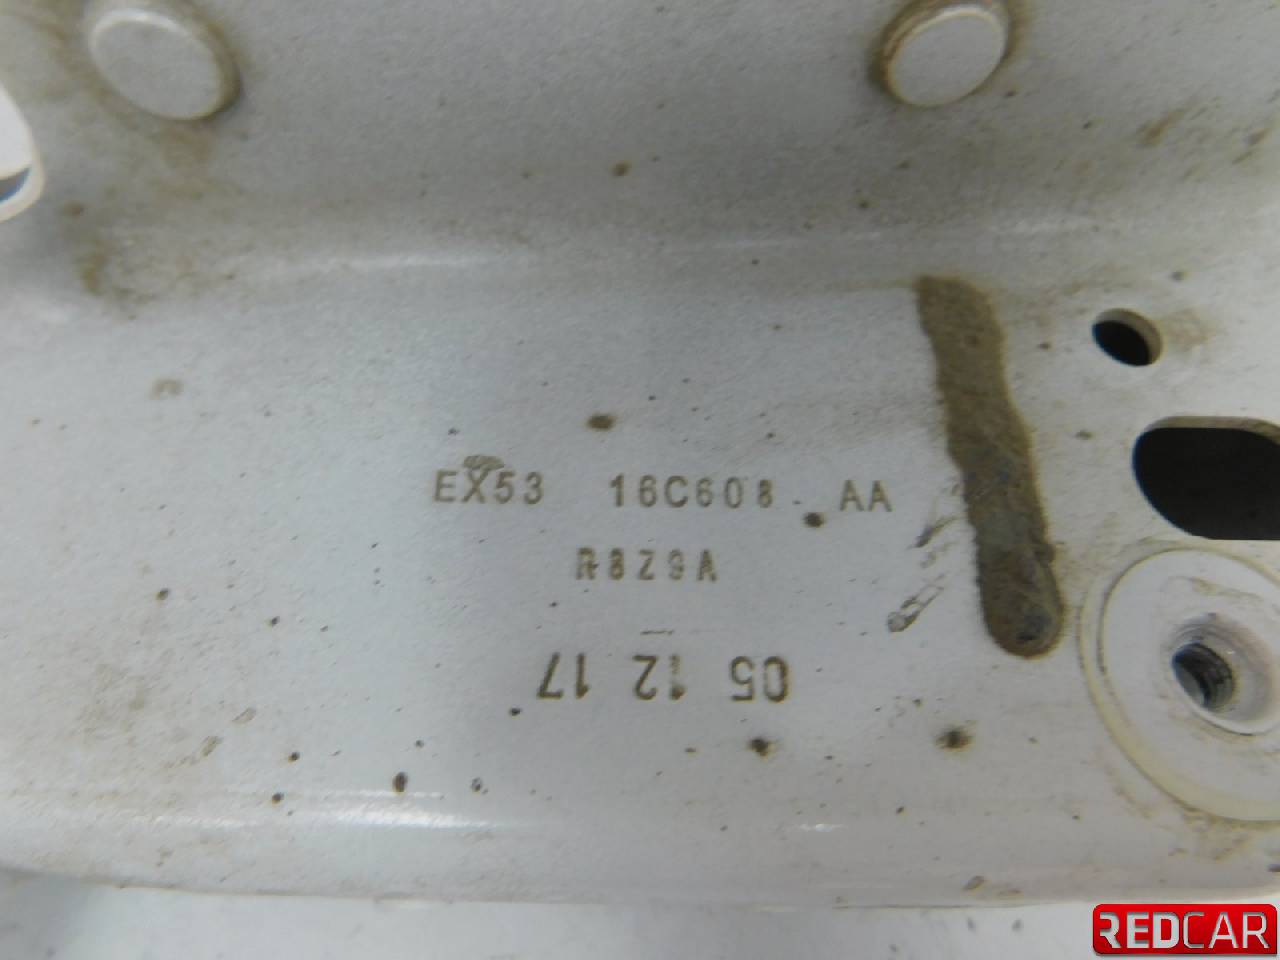 EX53 16C608 AA
R8Z9A
05 12 17
REDCAR